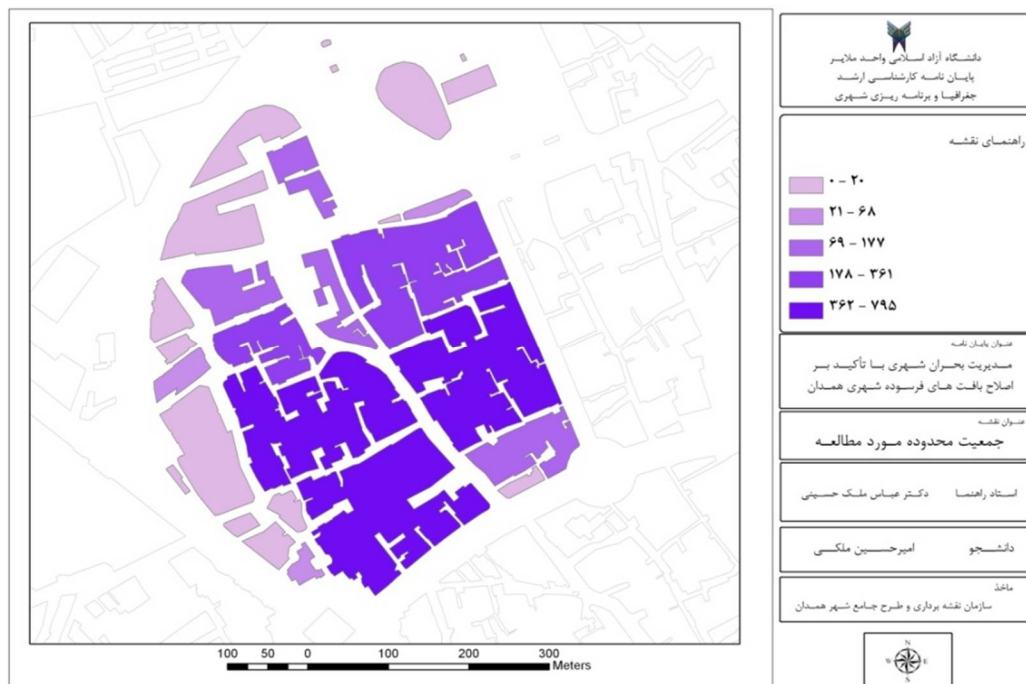 دانشگاه آزاد اسلامی واحد ملایر
پایان نامه کارشناسی ارشد
جغرافیا و برنامه ریزی شهری
راهنمای نقشه
۰ - ۲۰
۲۱ - ۶۸
۶۹ - ۱۷۷
۱۷۸ - ۳۶۱
۳۶۲ - ۷۹۵
عنوان پایان نامه
مدیریت بحران شهری با تأکید بر
اصلاح بافت های فرسوده شهری همدان
عنوان نقشه
جمعیت محدوده مورد مطالعه
استاد راهنما دکتر عباس ملک حسینی
دانشجو امیرحسین ملکی
ماخذ
سازمان نقشه برداری و طرح جامع شهر همدان
N
W E
S
100 50 0 100 200 300
Meters